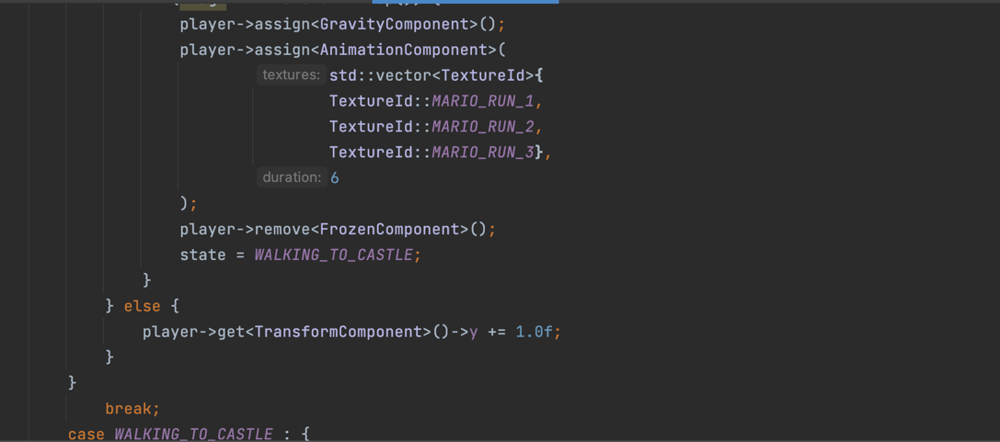 player->assign<GravityComponent>();
player->assign<AnimationComponent>(
textures: std::vector<TextureId>{
TextureId::MARIO_RUN_1,
TextureId::MARIO_RUN_2,
TextureId::MARIO_RUN_3},
duration: 6
);
player->remove<FrozenComponent>();
state = WALKING_TO_CASTLE;
}
} else {
player->get<TransformComponent>()->y += 1.0f;
}
}
break;
case WALKING_TO_CASTLE : {